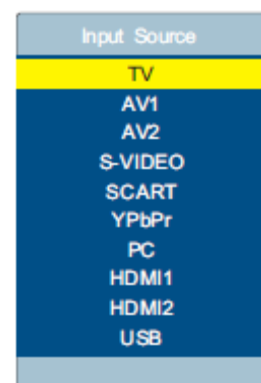 Input Source
TV
AV1
AV2
S-VIDEO
SCART
YPbPr
PC
HDMI1
HDMI2
USB